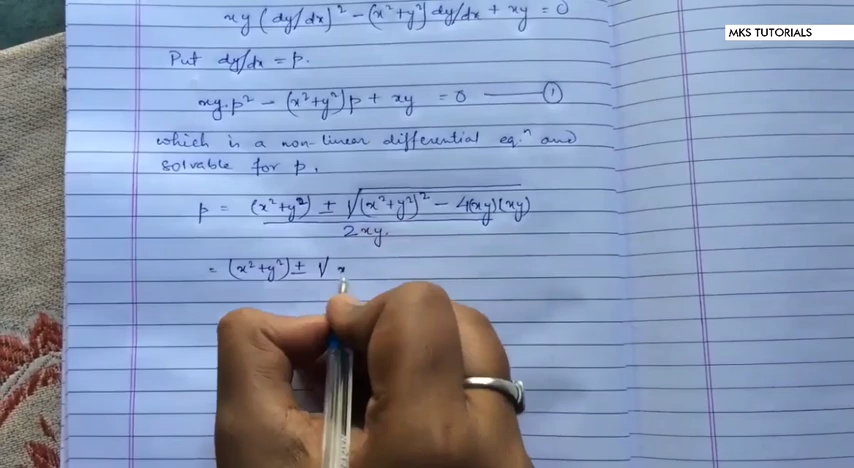 xy (dy/dx)² - (x²+y²) dy/dx + xy = 0
MKS TUTORIALS
Put dy/dx = p.
xy.p² - (x²+y²)p + xy = 0 —— ①
which is a non-linear differential eq.ⁿ and
solvable for p.
p = (x²+y²) ± √(x²+y²)² - 4(xy)(xy)
2xy.
= (x²+y²) ± √ x